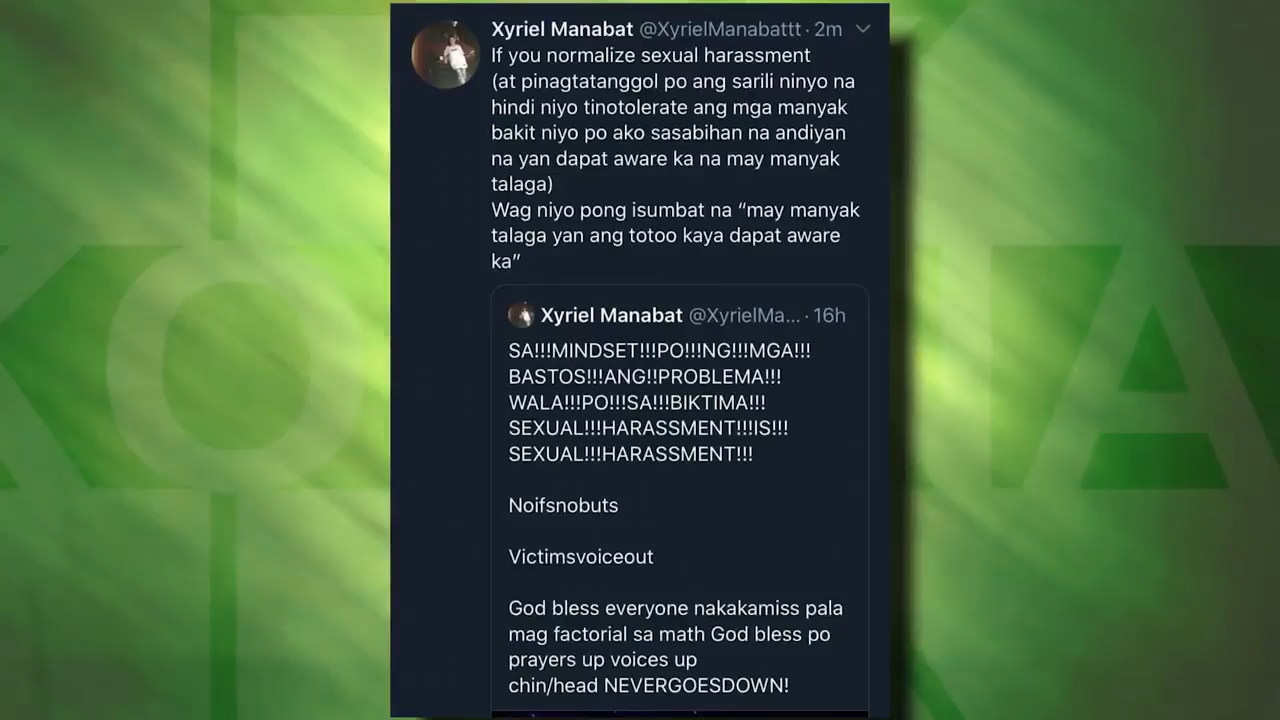 Xyriel Manabat @XyrielManabattt · 2m
If you normalize sexual harassment
(at pinagtatanggol po ang sarili ninyo na
hindi niyo tinotolerate ang mga manyak
bakit niyo po ako sasabihan na andiyan
na yan dapat aware ka na may manyak
talaga)
Wag niyo pong isumbat na “may manyak
talaga yan ang totoo kaya dapat aware
ka”
Xyriel Manabat @XyrielMa... · 16h
SA!!!MINDSET!!!PO!!!NG!!!MGA!!!
BASTOS!!!ANG!!PROBLEMA!!!
WALA!!!PO!!!SA!!!BIKTIMA!!!
SEXUAL!!!HARASSMENT!!!IS!!!
SEXUAL!!!HARASSMENT!!!
Noifsnobuts
Victimsvoiceout
God bless everyone nakakamiss pala
mag factorial sa math God bless po
prayers up voices up
chin/head NEVERGOESDOWN!